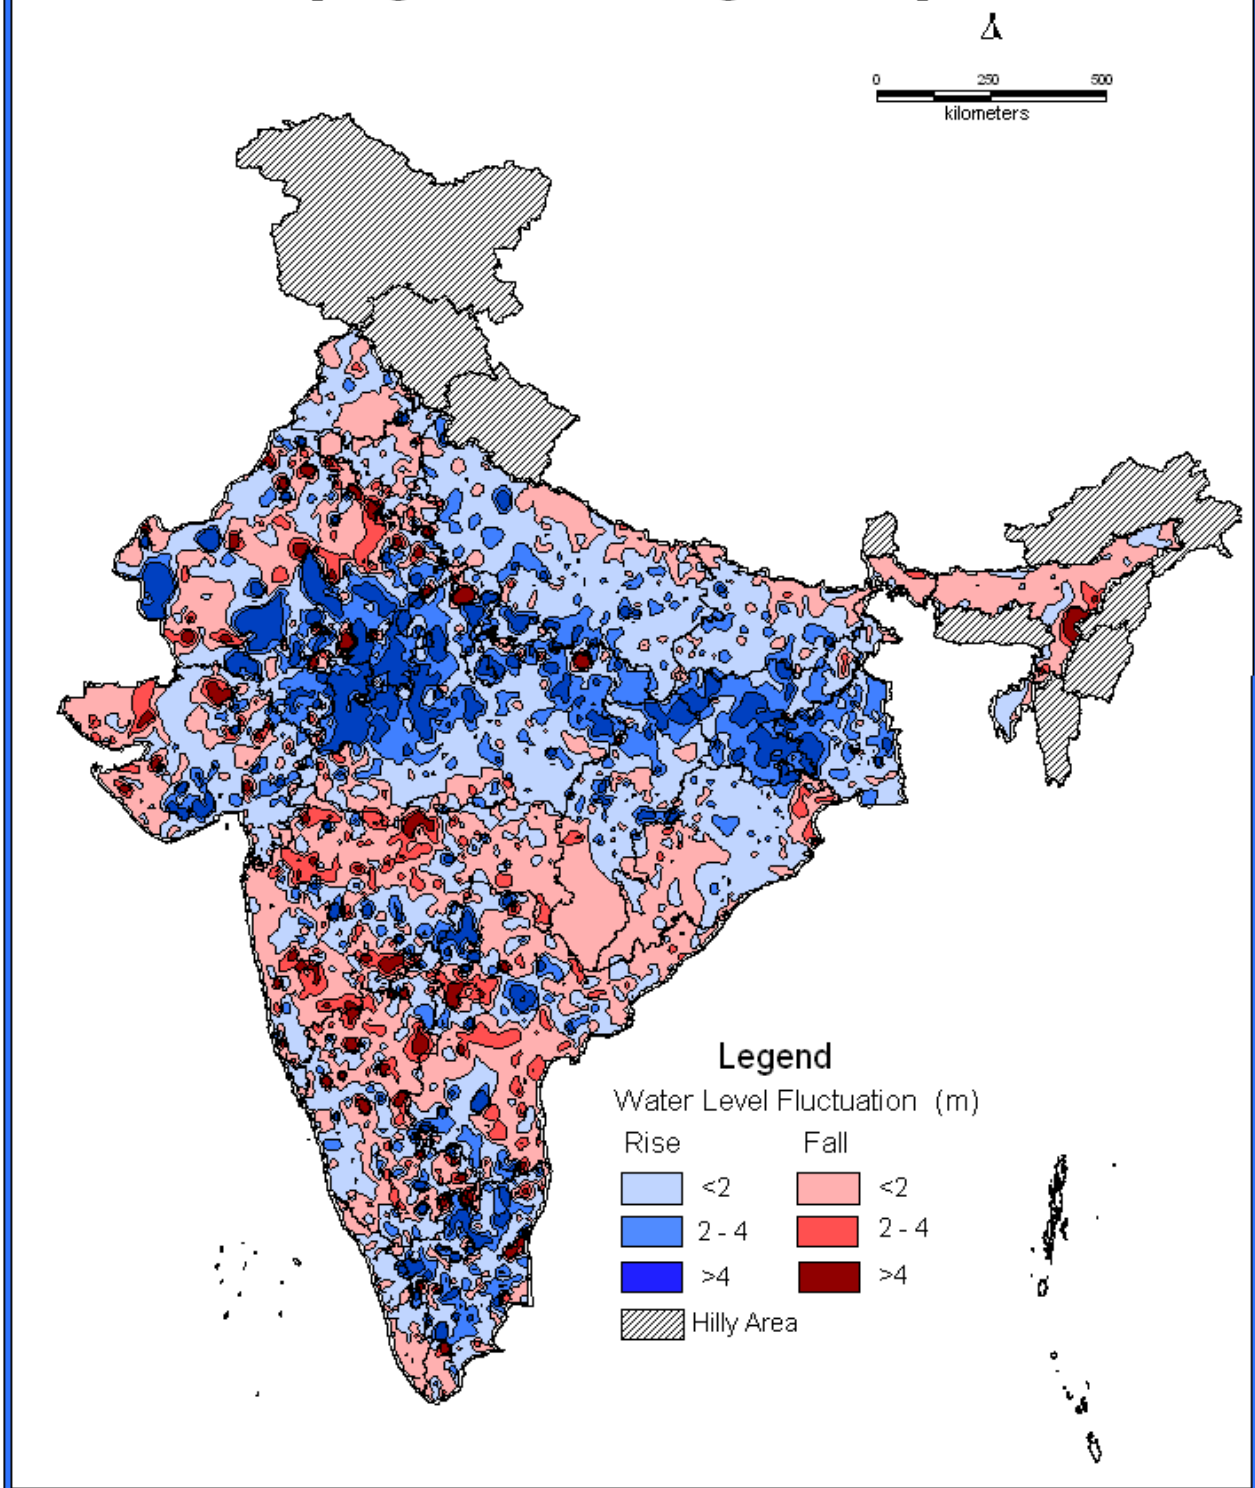 0 250 500
kilometers
Legend
Water Level Fluctuation (m)
Rise Fall
<2 <2
2 - 4 2 - 4
>4 >4
Hilly Area